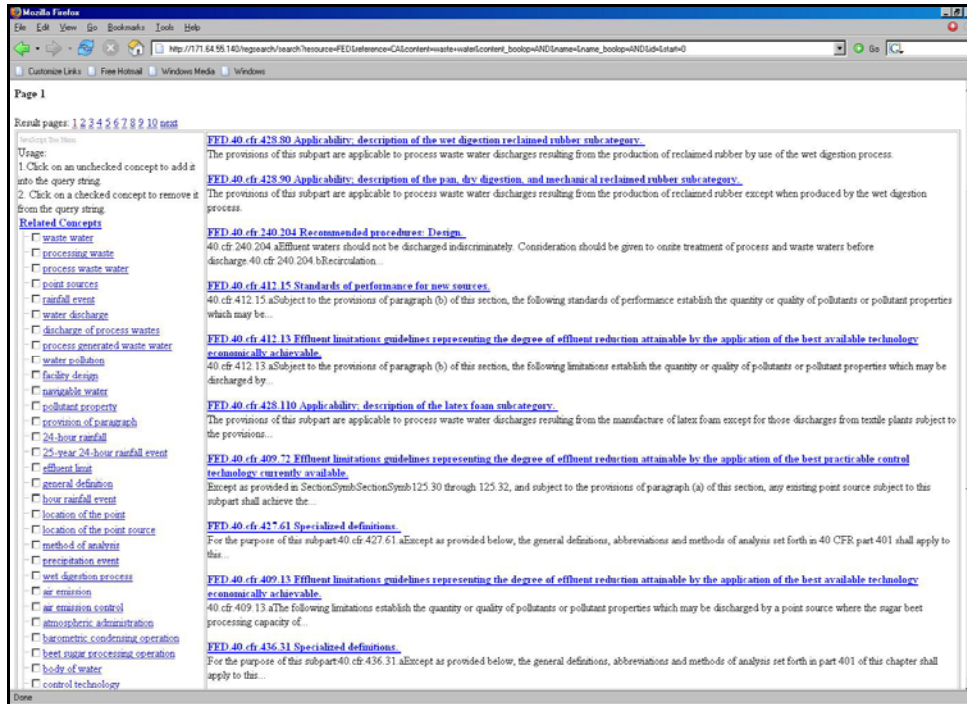 Mozilla Firefox
File Edit View Go Bookmarks Tools Help
http://171.64.55.140/regsearch/search?resource=FED&reference=CA&content=waste+water&content_boolop=AND&name=&name_boolop=AND&id=&start=0
Go
Customize Links Free Hotmail Windows Media Windows
Page 1
Result pages: 1 2 3 4 5 6 7 8 9 10 next
JavaScript Tree Menu
Usage:
1.Click on an unchecked concept to add it
into the query string.
2. Click on a checked concept to remove it
from the query string.
Related Concepts
waste water
processing waste
process waste water
point sources
rainfall event
water discharge
discharge of process wastes
process generated waste water
water pollution
facility design
navigable water
pollutant property
provision of paragraph
24-hour rainfall
25-year 24-hour rainfall event
effluent limit
general definition
hour rainfall event
location of the point
location of the point source
method of analysis
precipitation event
wet digestion process
air emission
air emission control
atmospheric administration
barometric condensing operation
beet sugar processing operation
body of water
control technology
FED.40.cfr.428.80 Applicability; description of the wet digestion reclaimed rubber subcategory.
The provisions of this subpart are applicable to process waste water discharges resulting from the production of reclaimed rubber by use of the wet digestion process.
FED.40.cfr.428.90 Applicability; description of the pan, dry digestion, and mechanical reclaimed rubber subcategory.
The provisions of this subpart are applicable to process waste water discharges resulting from the production of reclaimed rubber except when produced by the wet digestion
process.
FED.40.cfr.240.204 Recommended procedures: Design.
40.cfr.240.204.aEffluent waters should not be discharged indiscriminately. Consideration should be given to onsite treatment of process and waste waters before
discharge.40.cfr.240.204.bRecirculation...
FED.40.cfr.412.15 Standards of performance for new sources.
40.cfr.412.15.aSubject to the provisions of paragraph (b) of this section, the following standards of performance establish the quantity or quality of pollutants or pollutant properties
which may be...
FED.40.cfr.412.13 Effluent limitations guidelines representing the degree of effluent reduction attainable by the application of the best available technology
economically achievable.
40.cfr.412.13.aSubject to the provisions of paragraph (b) of this section, the following limitations establish the quantity or quality of pollutants or pollutant properties which may be
discharged by...
FED.40.cfr.428.110 Applicability; description of the latex foam subcategory.
The provisions of this subpart are applicable to process waste water discharges resulting from the manufacture of latex foam except for those discharges from textile plants subject to
the provisions...
FED.40.cfr.409.72 Effluent limitations guidelines representing the degree of effluent reduction attainable by the application of the best practicable control
technology currently available.
Except as provided in SectionSymbSectionSymb125.30 through 125.32, and subject to the provisions of paragraph (a) of this section, any existing point source subject to this
subpart shall achieve the...
FED.40.cfr.427.61 Specialized definitions.
For the purpose of this subpart:40.cfr.427.61.aExcept as provided below, the general definitions, abbreviations and methods of analysis set forth in 40 CFR part 401 shall apply to
this...
FED.40.cfr.409.13 Effluent limitations guidelines representing the degree of effluent reduction attainable by the application of the best available technology
economically achievable.
40.cfr.409.13.aThe following limitations establish the quantity or quality of pollutants or pollutant properties which may be discharged by a point source where the sugar beet
processing capacity of...
FED.40.cfr.436.31 Specialized definitions.
For the purpose of this subpart:40.cfr.436.31.aExcept as provided below, the general definitions, abbreviations and methods of analysis set forth in part 401 of this chapter shall
apply to this...
Done